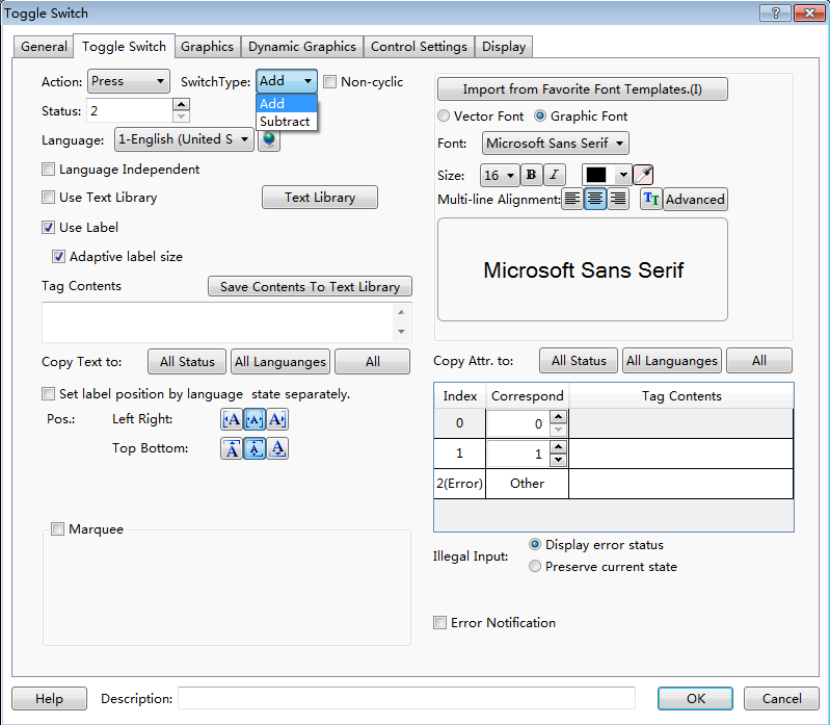 Toggle Switch
General Toggle Switch Graphics Dynamic Graphics Control Settings Display
Action: Press SwitchType: Add Non-cyclic
Add
Subtract
Status: 2
Language: 1-English (United S
Language Independent
Use Text Library Text Library
Use Label
Adaptive label size
Tag Contents Save Contents To Text Library
Copy Text to: All Status All Languanges All
Set label position by language state separately.
Pos.: Left Right: A A A
Top Bottom: A A A
Marquee
Import from Favorite Font Templates.(I)
Vector Font Graphic Font
Font: Microsoft Sans Serif
Size: 16 B I
Multi-line Alignment: TT Advanced
Microsoft Sans Serif
Copy Attr. to: All Status All Languanges All
Index Correspond Tag Contents
0 0
1 1
2(Error) Other
Illegal Input: Display error status
Preserve current state
Error Notification
Help Description: OK Cancel